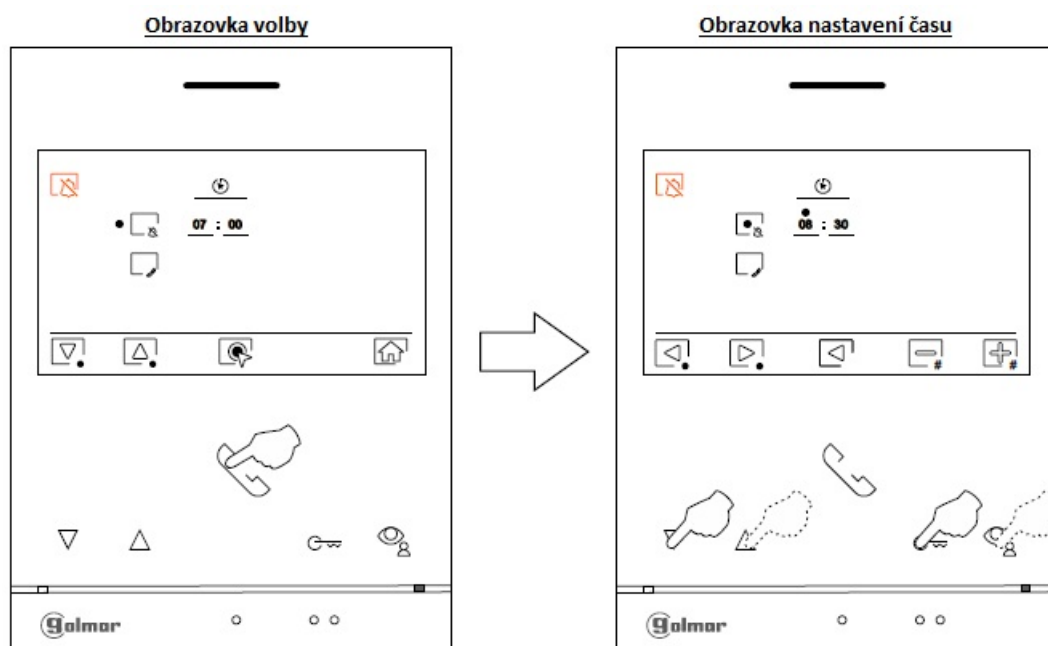 Obrazovka volby
Obrazovka nastavení času
07 : 00
08 : 30
#
#
golmar
golmar